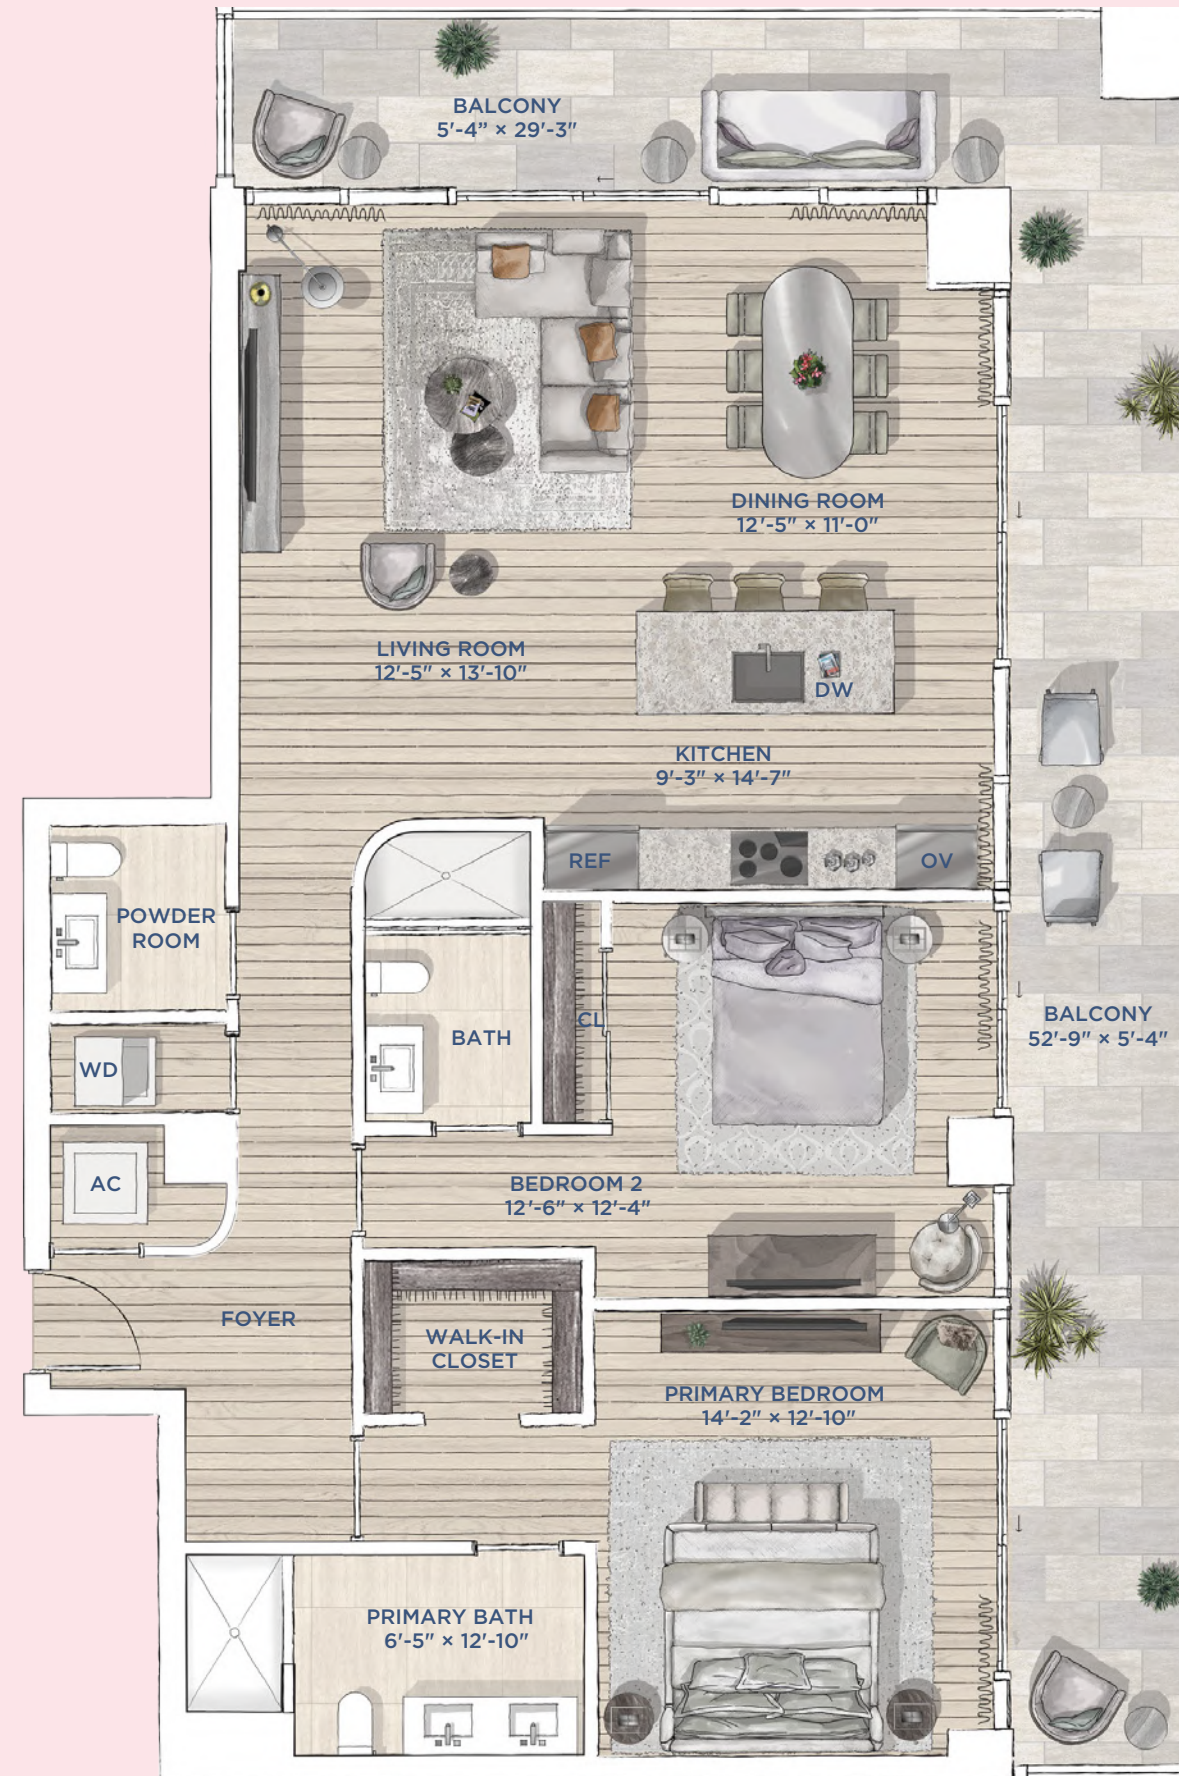 BALCONY
5'-4” × 29'-3"
DINING ROOM
12'-5" × 11'-0"
LIVING ROOM
12'-5" × 13'-10"
DW
KITCHEN
9'-3" × 14'-7"
REF
OV
POWDER
ROOM
CL
BATH
BALCONY
52'-9" × 5'-4"
WD
AC
BEDROOM 2
12'-6" × 12'-4"
FOYER
WALK-IN
CLOSET
PRIMARY BEDROOM
14'-2" × 12'-10"
PRIMARY BATH
6'-5" × 12'-10"